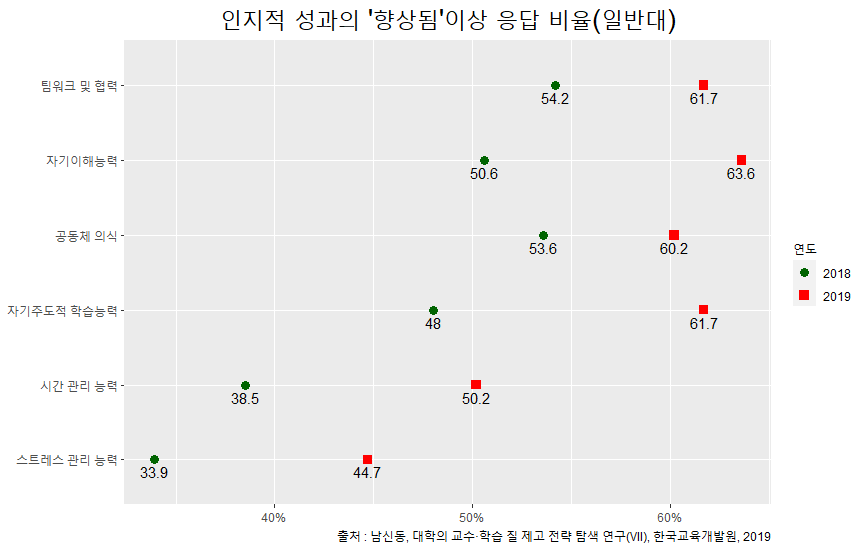 인지적 성과의 '향상됨'이상 응답 비율(일반대)
팀워크 및 협력
54.2
61.7
자기이해능력
50.6
63.6
공동체 의식
53.6
60.2
자기주도적 학습능력
48
61.7
시간 관리 능력
38.5
50.2
스트레스 관리 능력
33.9
44.7
40%
50%
60%
연도
2018
2019
출처 : 남신동, 대학의 교수·학습 질 제고 전략 탐색 연구(VII), 한국교육개발원, 2019